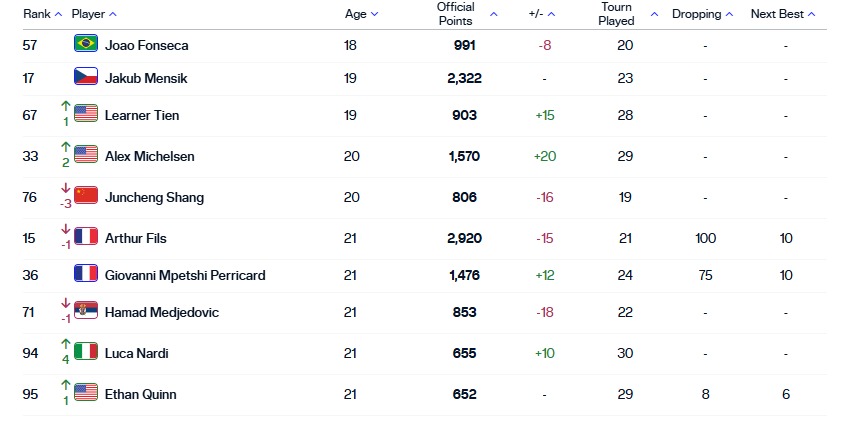 Rank Player Age Official Points +/- Tourn Played Dropping Next Best
57 Joao Fonseca 18 991 -8 20 - -
17 Jakub Mensik 19 2,322 - 23 - -
67 1 Learner Tien 19 903 +15 28 - -
33 2 Alex Michelsen 20 1,570 +20 29 - -
76 -3 Juncheng Shang 20 806 -16 19 - -
15 -1 Arthur Fils 21 2,920 -15 21 100 10
36 Giovanni Mpetshi Perricard 21 1,476 +12 24 75 10
71 -1 Hamad Medjedovic 21 853 -18 22 - -
94 4 Luca Nardi 21 655 +10 30 - -
95 1 Ethan Quinn 21 652 - 29 8 6